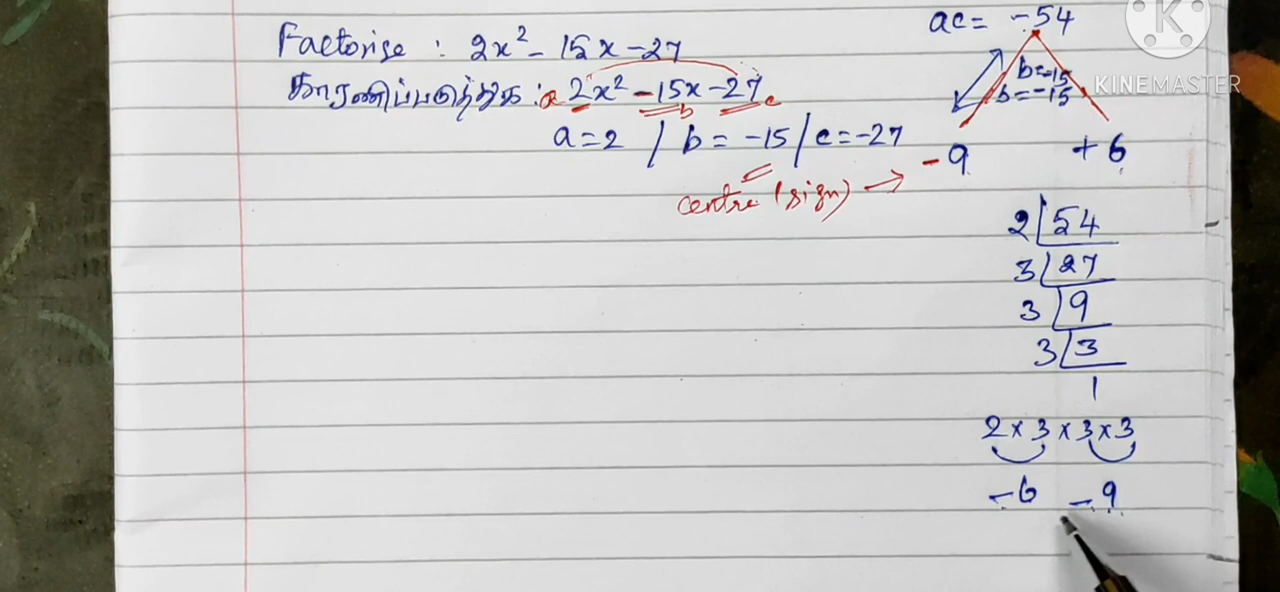 Factorise : 2x² - 15x - 27
காரணிப்படுத்துக : a 2x² - 15x - 27 c
b
a = 2 / b = -15 / c = -27
centre (sign) →
ac = -54
b = -15
b = -15
- 9 + 6
2 54
3 27
3 9
3 3
1
2 × 3 × 3 × 3
- 6 - 9
K
KINEMASTER